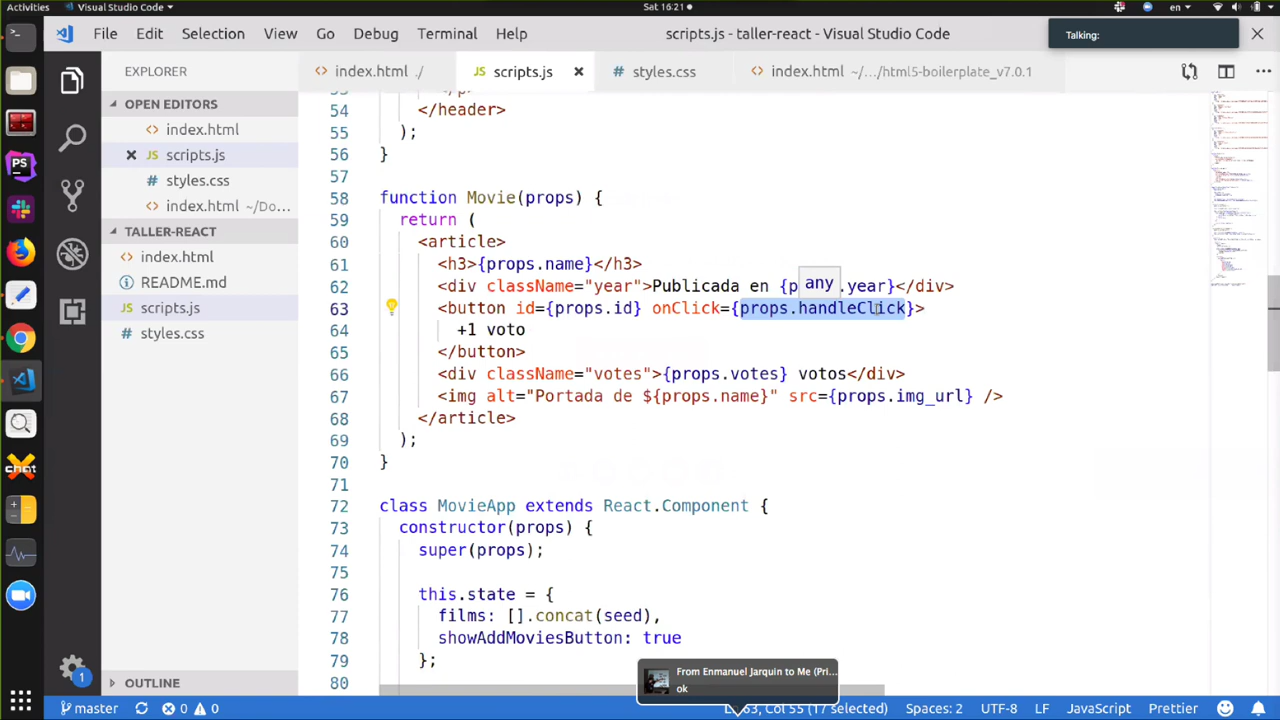 Activities
Visual Studio Code
Sat 16:21
en
File Edit Selection View Go Debug Terminal Help
scripts.js - taller-react - Visual Studio Code
Talking:
EXPLORER
index.html ./
scripts.js
styles.css
index.html ~/.../html5-boilerplate_v7.0.1
OPEN EDITORS
index.html
scripts.js
styles.css
index.html ~/Do...
TALLER-REACT
index.html
README.md
scripts.js
styles.css
OUTLINE
54 </header>
55 );
56 }
57
58 function Movie(props) {
59 return (
60 <article>
61 <h3>{props.name}</h3>
any
62 <div className="year">Publicada en {p .year}</div>
63 <button id={props.id} onClick={props.handleClick}>
64 +1 voto
65 </button>
66 <div className="votes">{props.votes} votos</div>
67 <img alt="Portada de ${props.name}" src={props.img_url} />
68 </article>
69 );
70 }
71
72 class MovieApp extends React.Component {
73 constructor(props) {
74 super(props);
75
76 this.state = {
77 films: [].concat(seed),
78 showAddMoviesButton: true
79 };
80
From Enmanuel Jarquin to Me (Pri...
ok
master
0
0
63, Col 55 (17 selected)
Spaces: 2
UTF-8
LF
JavaScript
Prettier
PS
chat
1